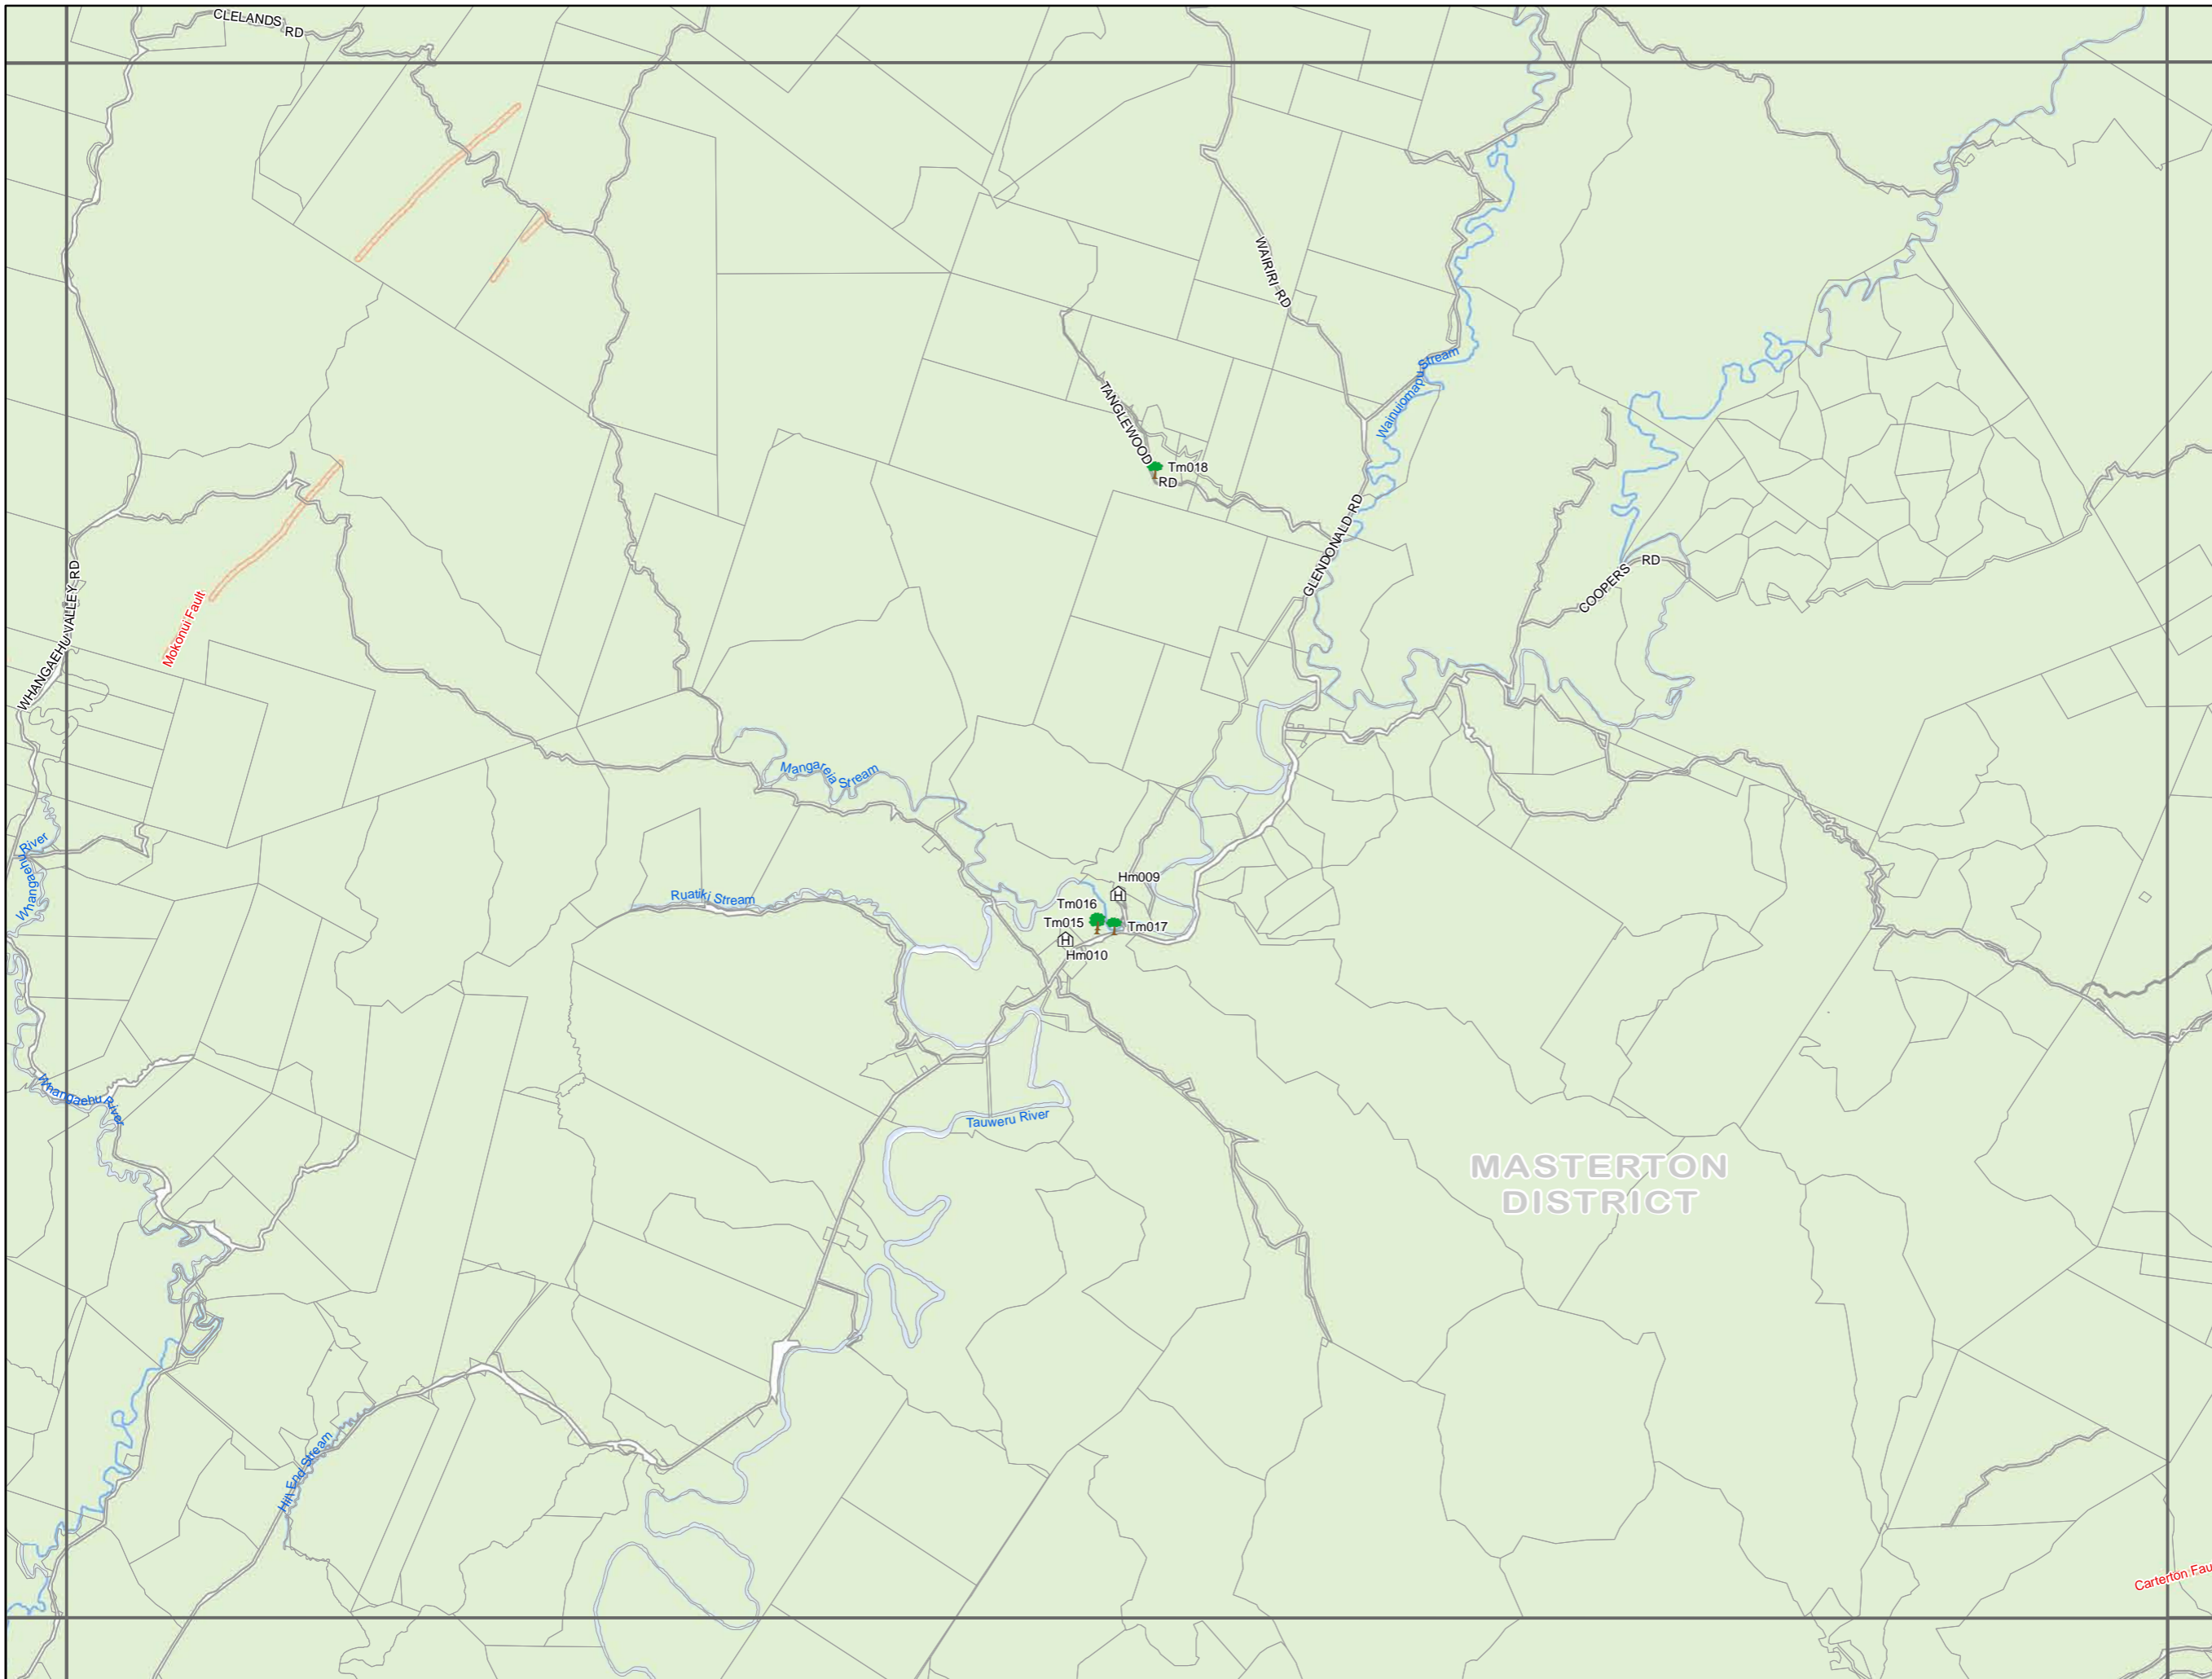 CLELANDS RD
WAIRIRI RD
Wainuiomapu Stream
TANGLEWOOD RD
Tm018
GLENDONALD RD
COOPERS RD
WHANGAEHU VALLEY RD
Mokonui Fault
Mangareia Stream
Whangaehu River
Ruatiki Stream
Hm009
Tm016
Tm015
Tm017
Hm010
Whangaehu River
Tauweru River
MASTERTON
DISTRICT
Hill End Stream
Carterton Fau